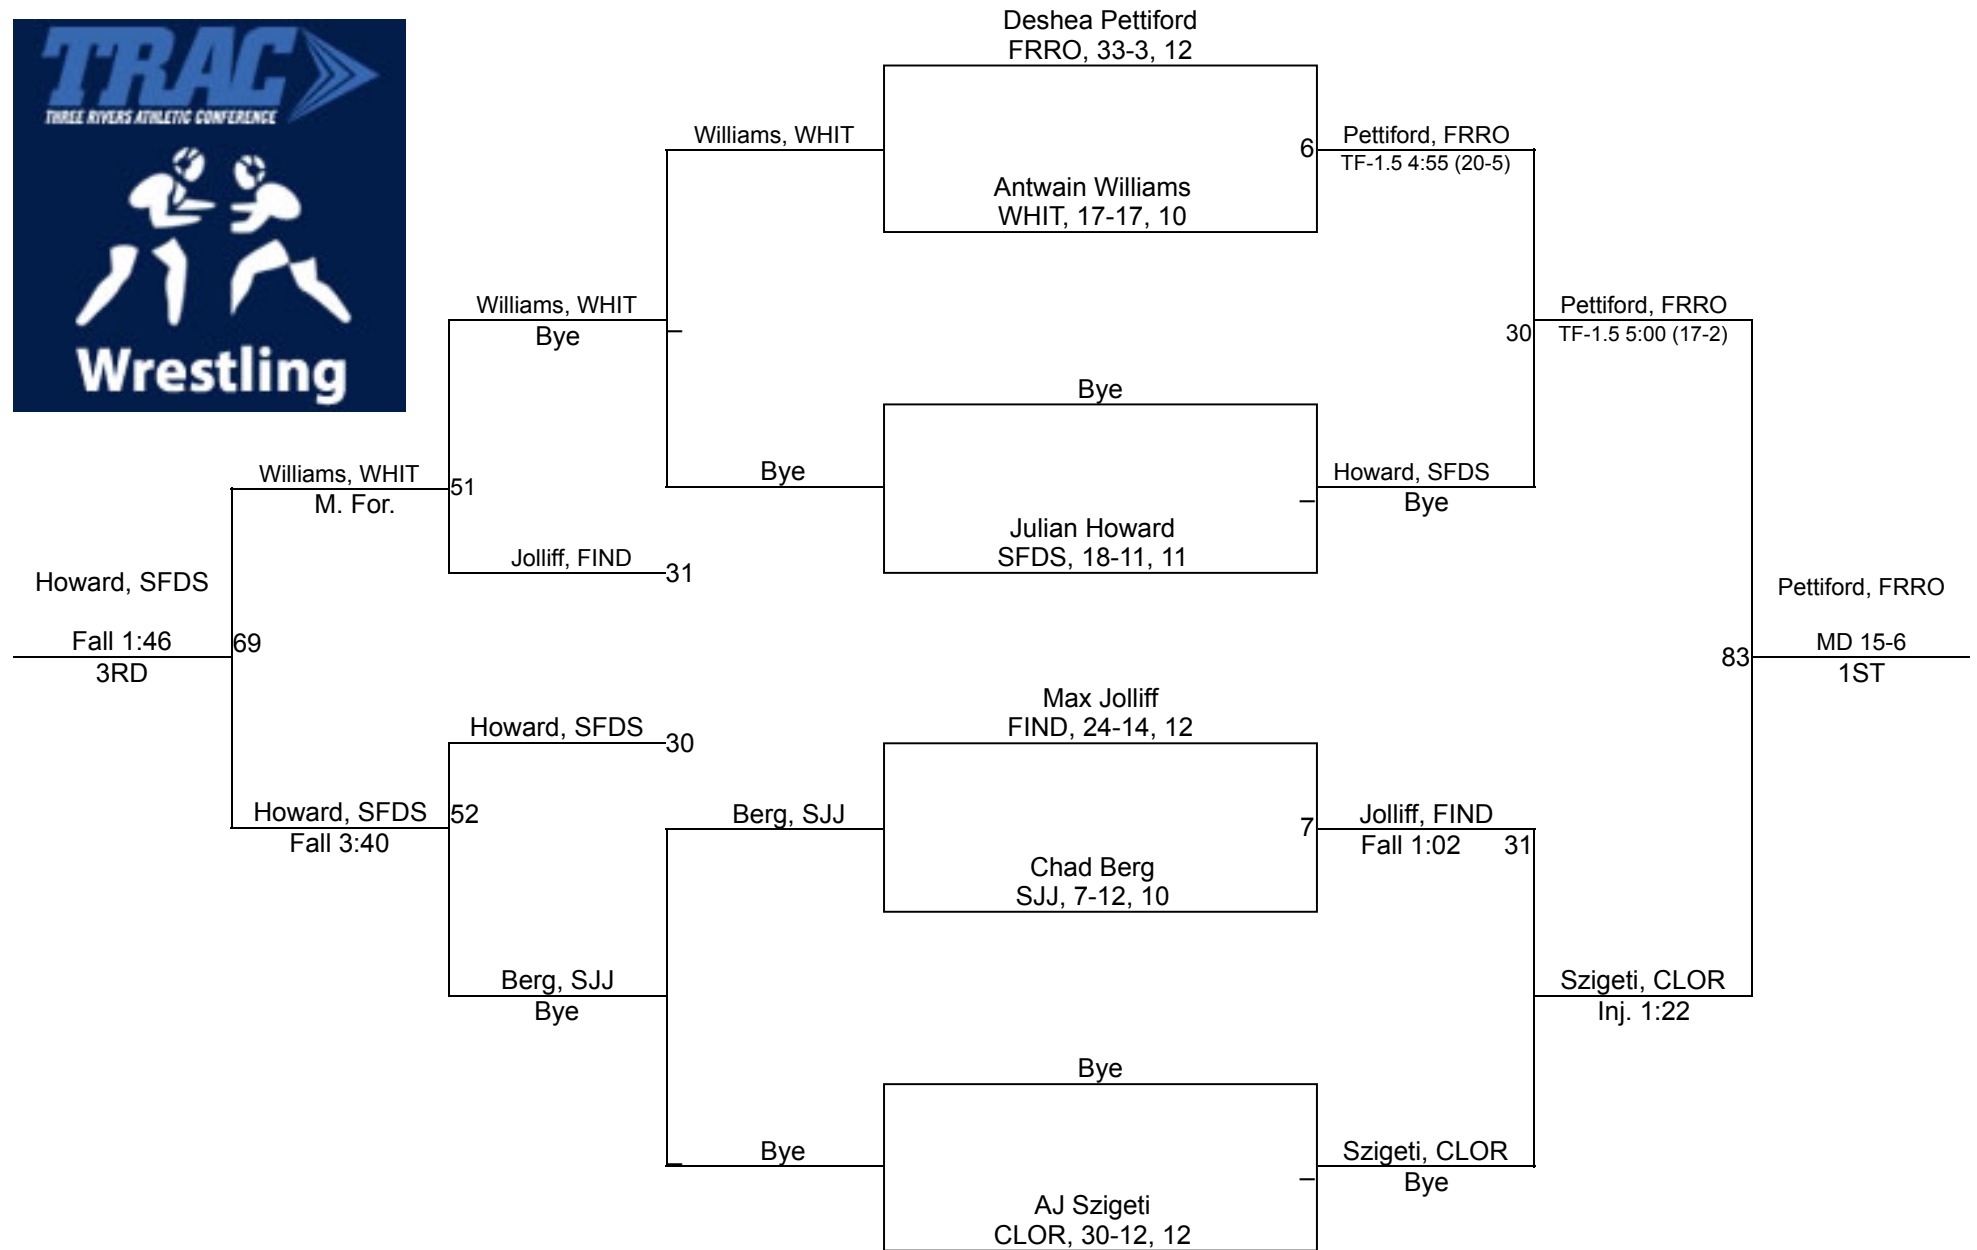 TRAC
THREE RIVERS ATHLETIC CONFERENCE
Wrestling
Deshea Pettiford
FRRO, 33-3, 12
Williams, WHIT
6
Pettiford, FRRO
TF-1.5 4:55 (20-5)
Antwain Williams
WHIT, 17-17, 10
Williams, WHIT
Bye
Pettiford, FRRO
30
TF-1.5 5:00 (17-2)
Bye
Williams, WHIT
M. For.
51
Bye
Howard, SFDS
Bye
Julian Howard
SFDS, 18-11, 11
Jolliff, FIND
31
Howard, SFDS
Fall 1:46
3RD
69
Pettiford, FRRO
83
MD 15-6
1ST
Max Jolliff
FIND, 24-14, 12
Howard, SFDS
30
Howard, SFDS
Fall 3:40
52
Berg, SJJ
7
Jolliff, FIND
Fall 1:02
31
Chad Berg
SJJ, 7-12, 10
Berg, SJJ
Bye
Szigeti, CLOR
Inj. 1:22
Bye
Bye
Szigeti, CLOR
Bye
AJ Szigeti
CLOR, 30-12, 12